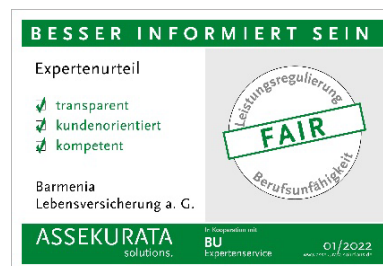 BESSER INFORMIERT SEIN
Expertenurteil
transparent
kundenorientiert
kompetent
Barmenia
Lebensversicherung a. G.
Leistungsregulierung
FAIR
Berufsunfähigkeit
ASSEKURATA
solutions.
In Kooperation mit
BU
Expertenservice
01/2022